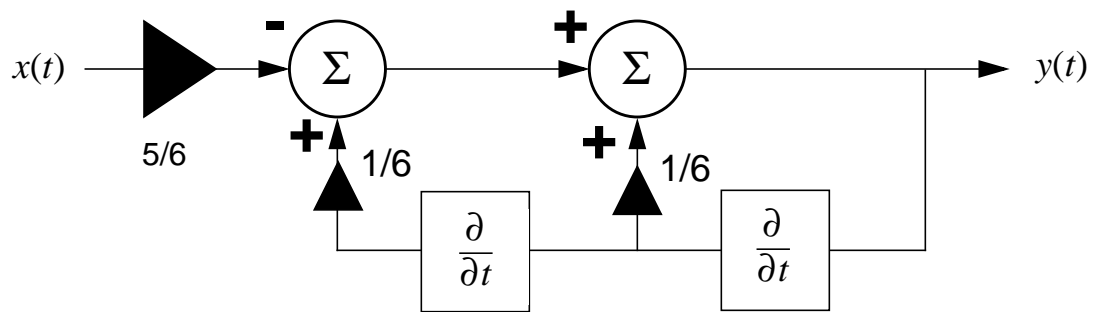 - +
x(t) Σ Σ y(t)
+ +
5/6 1/6 1/6
∂/∂t ∂/∂t